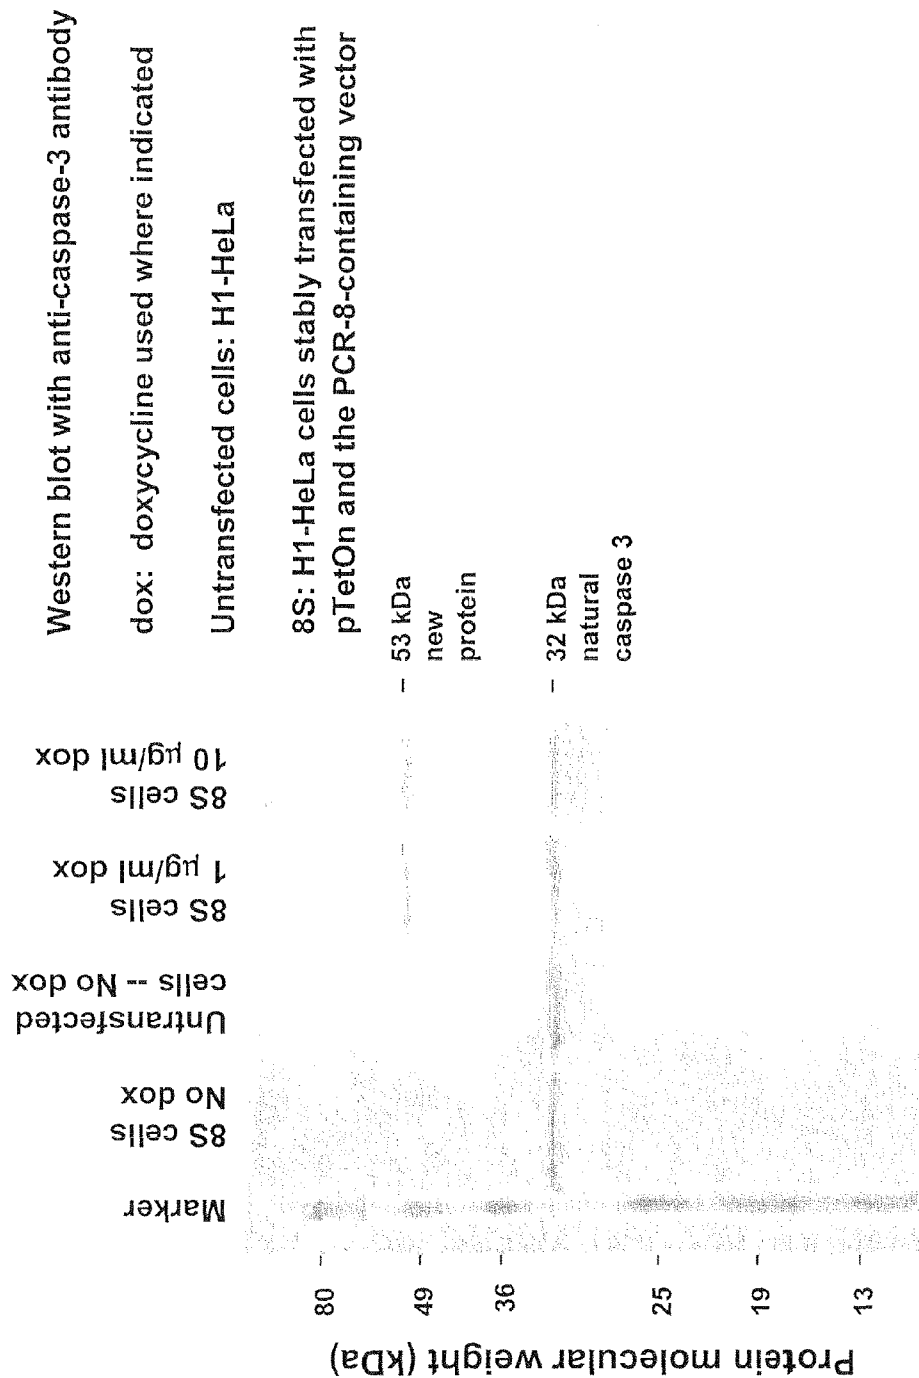 Western blot with anti-caspase-3 antibody
dox: doxycycline used where indicated
Untransfected cells: H1-HeLa
8S: H1-HeLa cells stably transfected with
pTetOn and the PCR-8-containing vector
Marker
8S cells
No dox
Untransfected
cells -- No dox
8S cells
1 µg/ml dox
8S cells
10 µg/ml dox
– 53 kDa
new
protein
– 32 kDa
natural
caspase 3
Protein molecular weight (kDa)
80 –
49 –
36 –
25 –
19 –
13 –